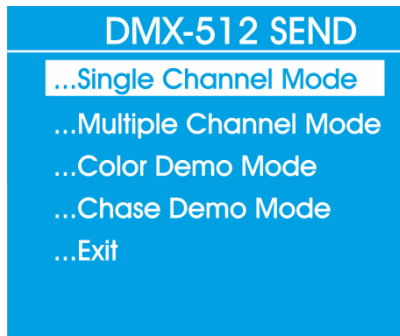 DMX-512 SEND
...Single Channel Mode
...Multiple Channel Mode
...Color Demo Mode
...Chase Demo Mode
...Exit